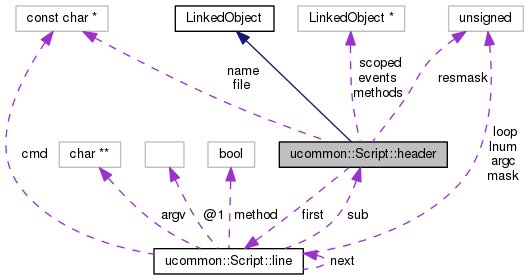 const char *
LinkedObject
LinkedObject *
unsigned
name
file
scoped
events
methods
resmask
loop
lnum
argc
mask
cmd
char **
bool
ucommon::Script::header
argv
@1
method
first
sub
next
ucommon::Script::line